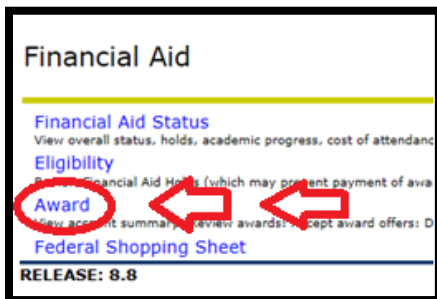 Financial Aid
Financial Aid Status
View overall status, holds, academic progress, cost of attendanc
Eligibility
Financial Aid Holds (which may prevent payment of awa
Award
View account summary: Review awards: Accept award offers: D
Federal Shopping Sheet
RELEASE: 8.8